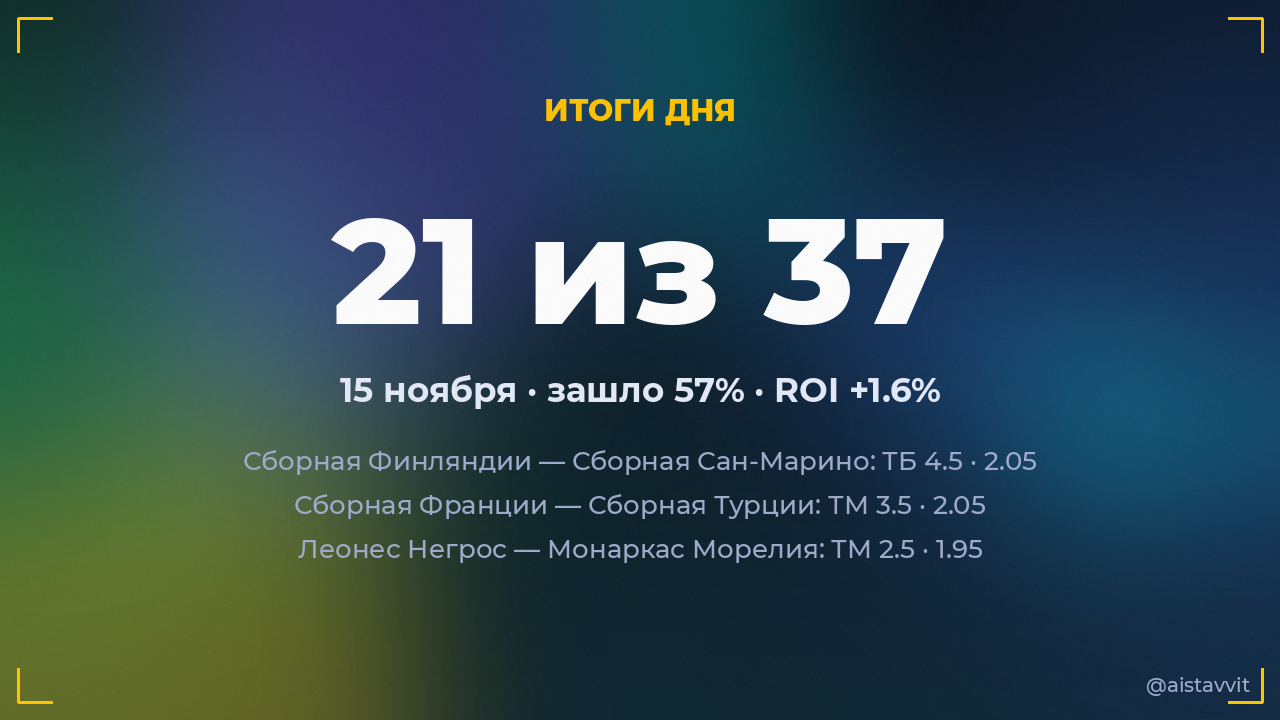 ИТОГИ ДНЯ
21 из 37
15 ноября · зашло 57% · ROI +1.6%
Сборная Финляндии — Сборная Сан-Марино: ТБ 4.5 · 2.05
Сборная Франции — Сборная Турции: ТМ 3.5 · 2.05
Леонес Негрос — Монаркас Морелия: ТМ 2.5 · 1.95
@aistavvit